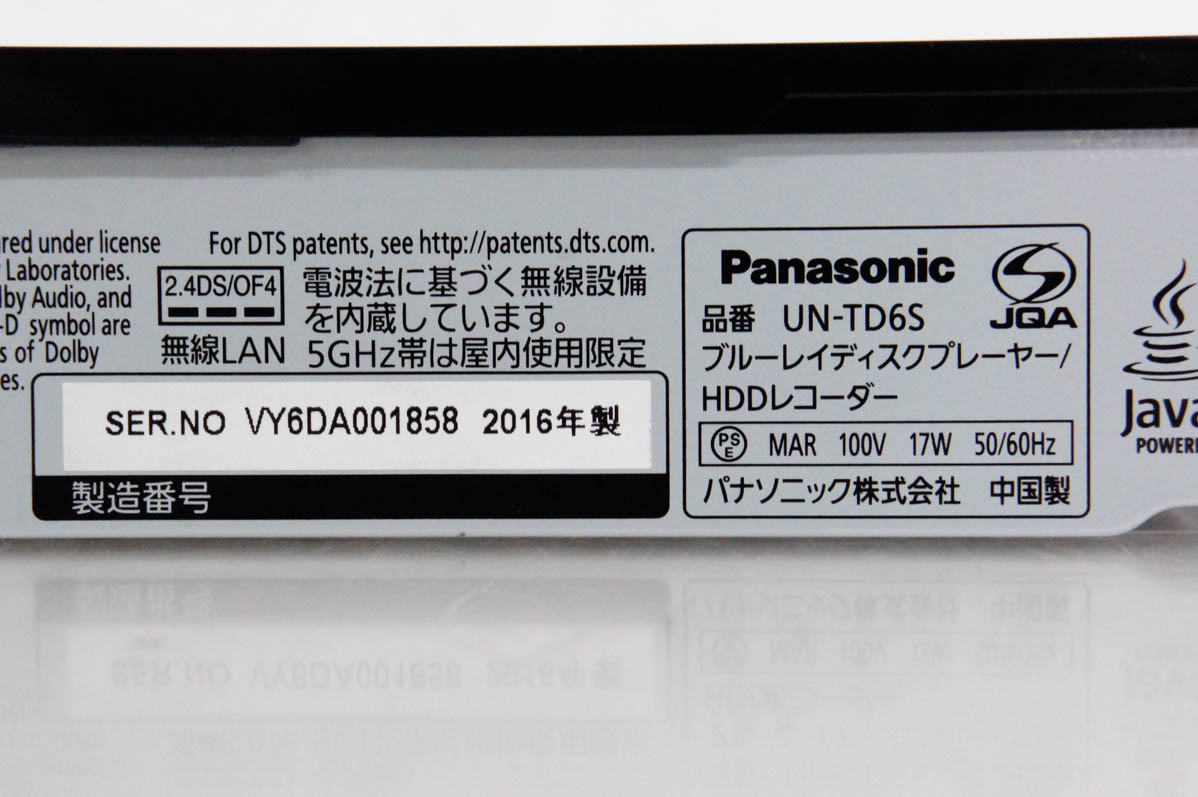 ured under license
Laboratories.
lby Audio, and
-D symbol are
s of Dolby
es.
For DTS patents, see http://patents.dts.com.
2.4DS/OF4
無線LAN
電波法に基づく無線設備
を内蔵しています。
5GHz帯は屋内使用限定
SER.NO VY6DA001858 2016年製
製造番号
Panasonic
JQA
品番 UN-TD6S
ブルーレイディスクプレーヤー/
HDDレコーダー
PSE MAR 100V 17W 50/60Hz
パナソニック株式会社 中国製
Java
POWERE